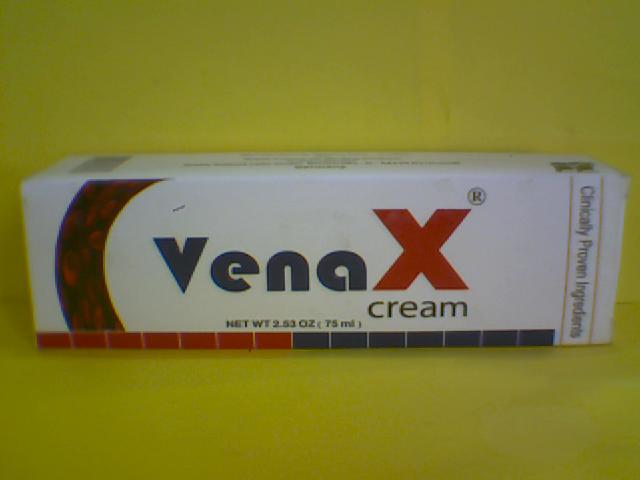 VenaX®
cream
NET WT 2.53 OZ ( 75 ml )
Clinically Proven Ingredients